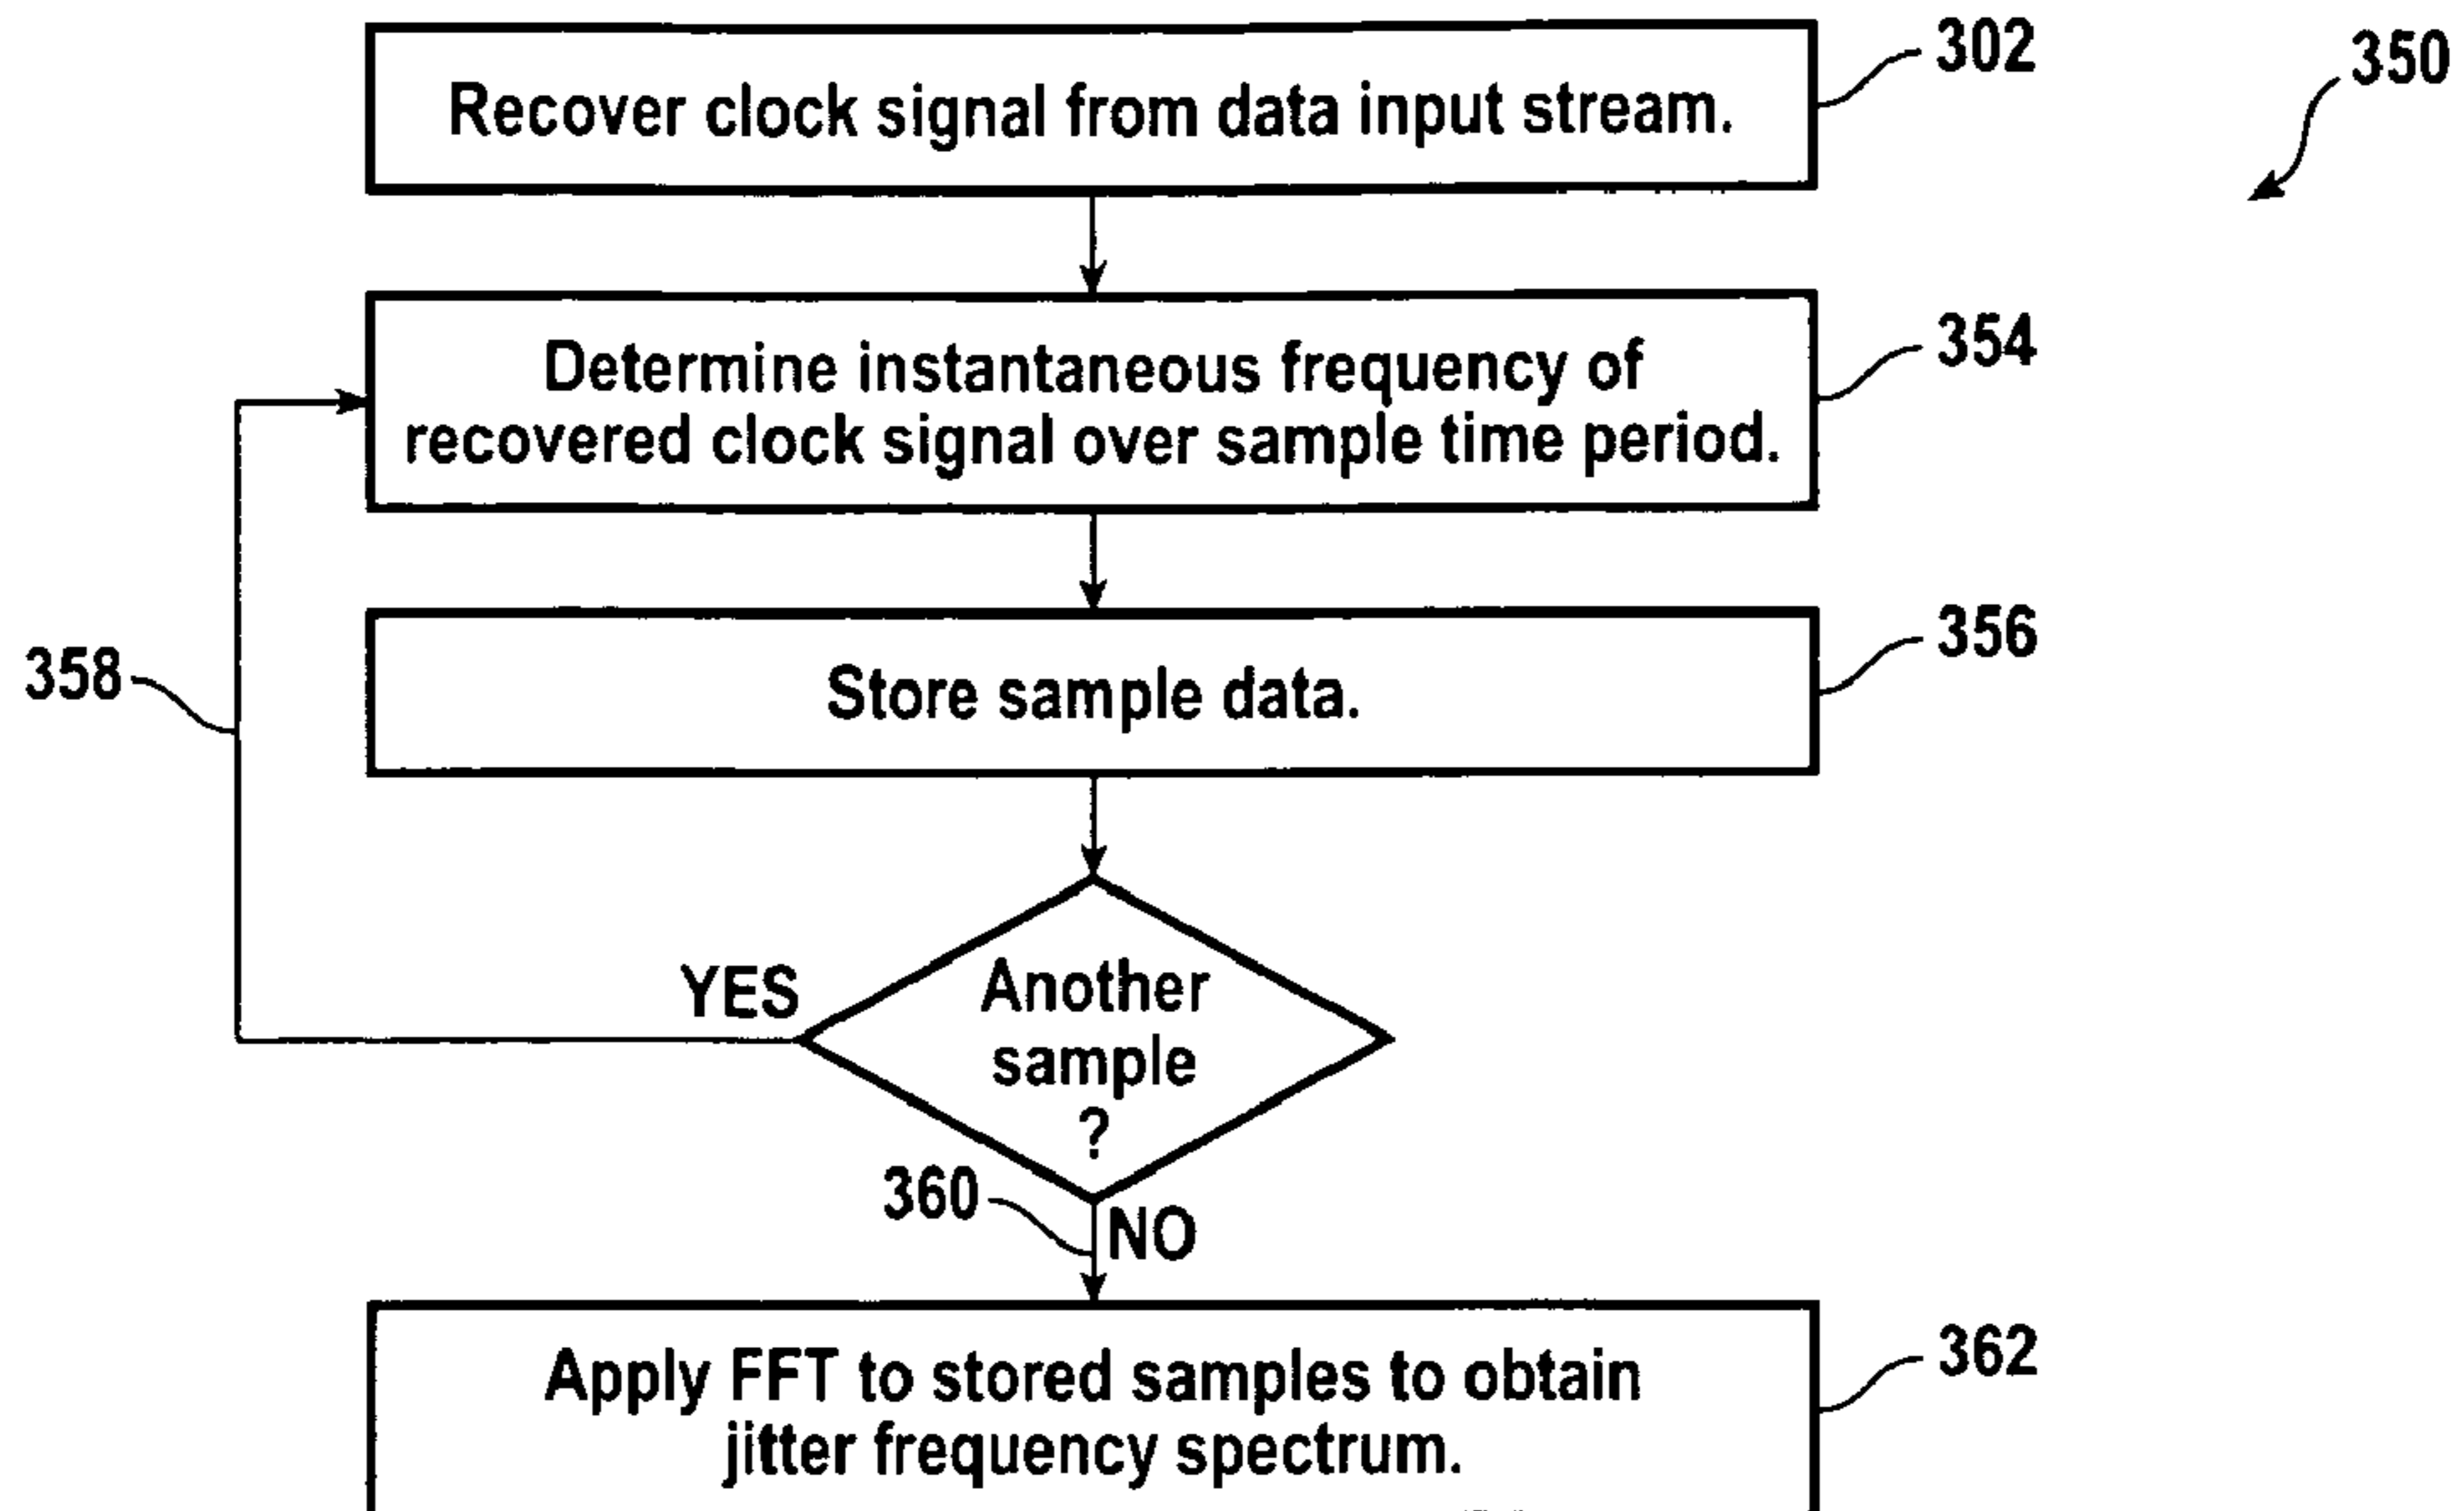 Recover clock signal from data input stream.
302
350
Determine instantaneous frequency of
recovered clock signal over sample time period.
354
Store sample data.
356
358
YES
Another
sample
?
360
NO
Apply FFT to stored samples to obtain
jitter frequency spectrum.
362